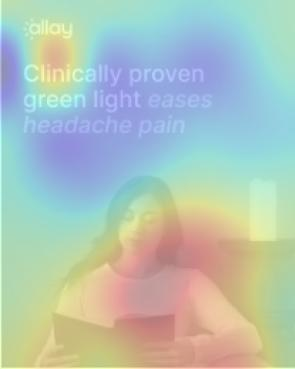 allay
Clinically proven
green light eases
headache pain